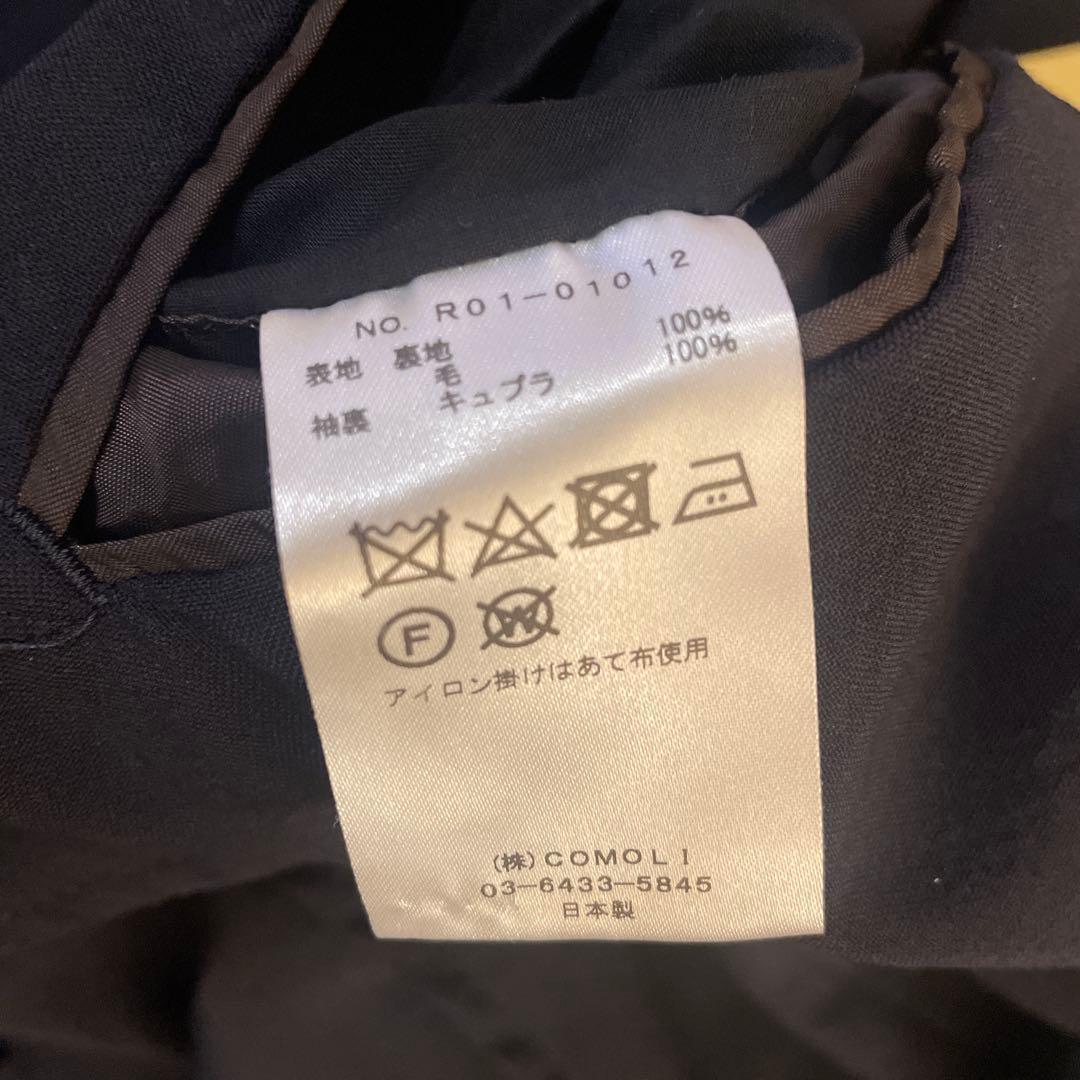 NO. R01-01012
表地 裏地
毛 100%
袖裏 キュプラ 100%
F
W
アイロン掛けはあて布使用
(株)COMOLI
03-6433-5845
日本製